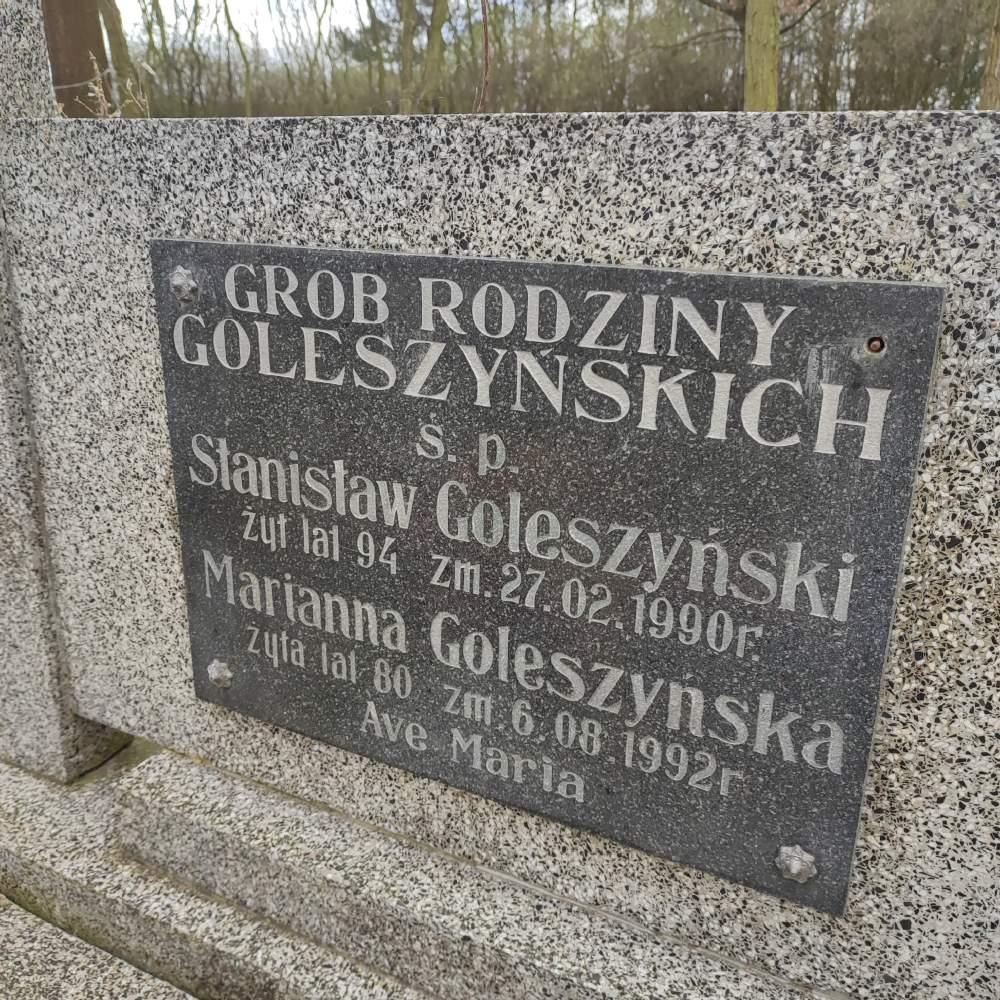 GROB RODZINY
GOLESZYŃSKICH
ś. p.
Stanisław Goleszyński
żył lat 94 zm. 27. 02. 1990r.
Marianna Goleszyńska
żyła lat 80 zm. 6. 08. 1992r
Ave Maria